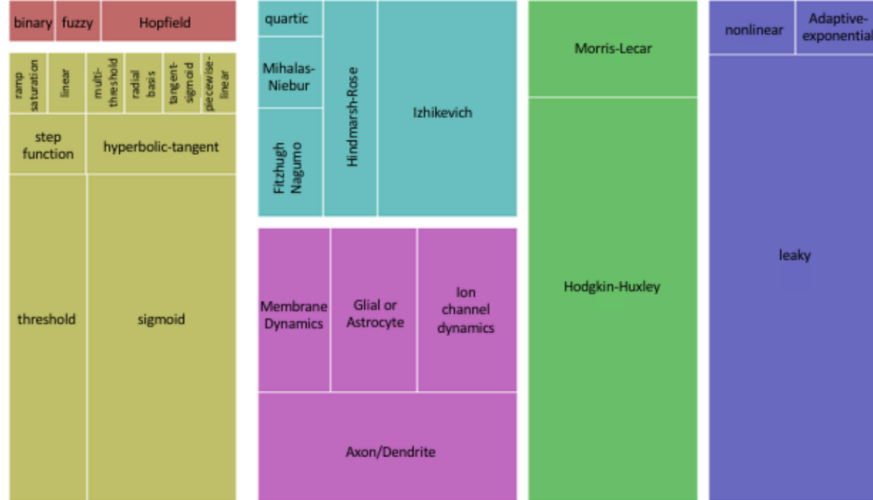 binary
fuzzy
Hopfield
ramp
saturation
linear
multi-
threshold
radial
basis
tangent-
sigmoid
piecewise-
linear
step
function
hyperbolic-tangent
threshold
sigmoid
quartic
Mihalas-
Niebur
Fitzhugh
Nagumo
Hindmarsh-Rose
Izhikevich
Membrane
Dynamics
Glial or
Astrocyte
Ion
channel
dynamics
Axon/Dendrite
Morris-Lecar
Hodgkin-Huxley
nonlinear
Adaptive-
exponential
leaky